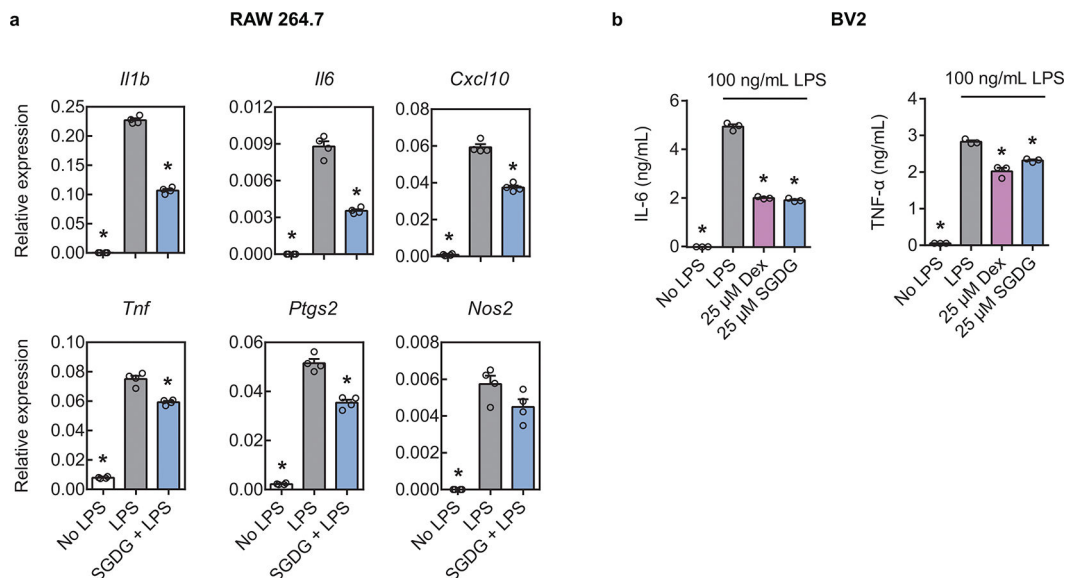 a
RAW 264.7
Il1b
Relative expression
0.25
0.20
0.15
0.10
0.05
0.00
*
*
Il6
0.012
0.009
0.006
0.003
0.000
*
*
Cxcl10
0.08
0.06
0.04
0.02
0.00
*
*
Tnf
Relative expression
0.10
0.08
0.06
0.04
0.02
0.00
*
*
No LPS
LPS
SGDG + LPS
Ptgs2
0.06
0.04
0.02
0.00
*
*
No LPS
LPS
SGDG + LPS
Nos2
0.008
0.006
0.004
0.002
0.000
*
No LPS
LPS
SGDG + LPS
b
BV2
100 ng/mL LPS
IL-6 (ng/mL)
6
4
2
0
*
*
*
No LPS
LPS
25 μM Dex
25 μM SGDG
100 ng/mL LPS
TNF-α (ng/mL)
4
3
2
1
0
*
*
*
No LPS
LPS
25 μM Dex
25 μM SGDG